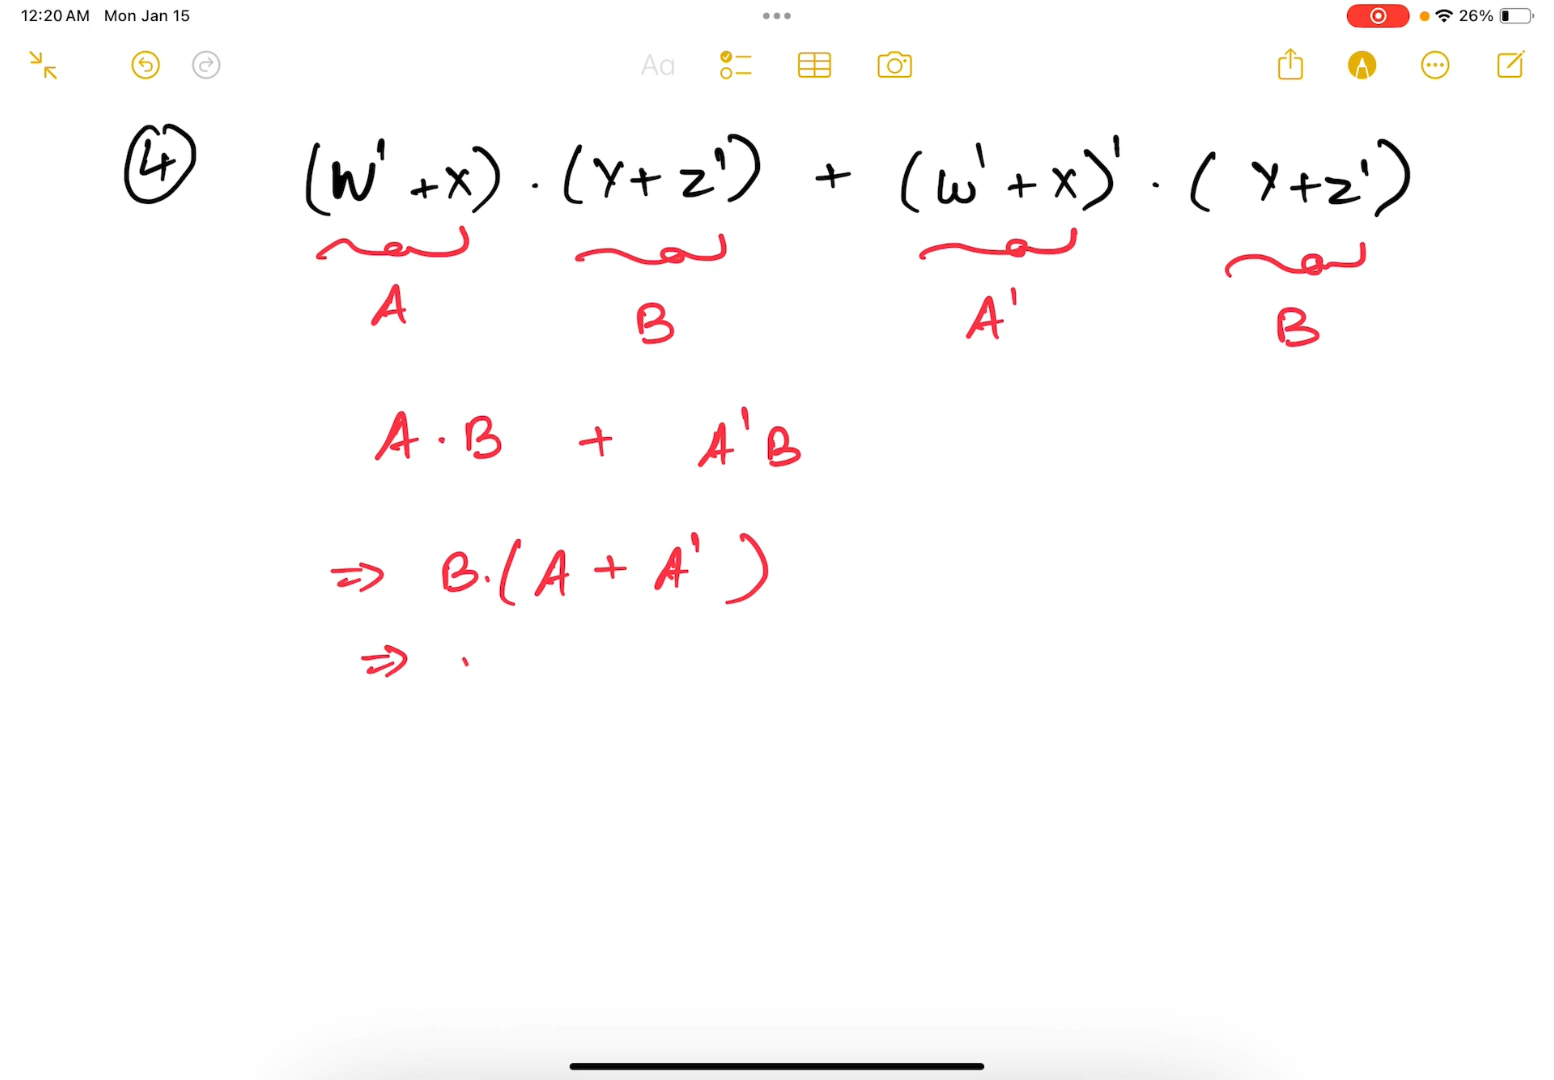 12:20 AM Mon Jan 15
26%
Aa
④ (W' + X) · (Y + Z') + (W' + X)' · (Y + Z')
A B A' B
A · B + A'B
⇒ B·(A + A')
⇒ ·